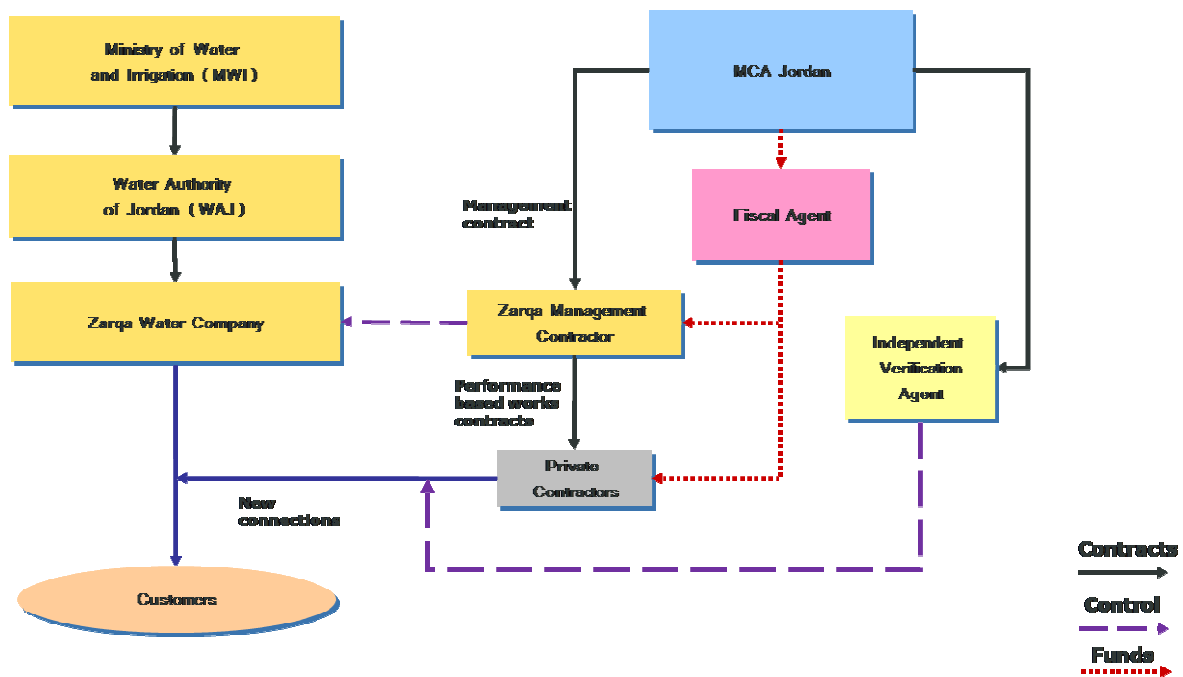 Ministry of Water
and Irrigation (MWI)
MCA Jordan
Water Authority
of Jordan (WAJ)
Management
contract
Fiscal Agent
Zarqa Water Company
Zarqa Management
Contractor
Independent
Verification
Agent
Performance
based works
contracts
Private
Contractors
New
connections
Customers
Contracts
Control
Funds